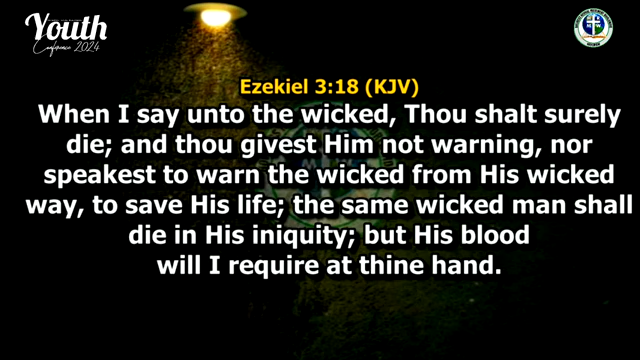 Youth
Conference 2024
Ezekiel 3:18 (KJV)
When I say unto the wicked, Thou shalt surely
die; and thou givest Him not warning, nor
speakest to warn the wicked from His wicked
way, to save His life; the same wicked man shall
die in His iniquity; but His blood
will I require at thine hand.